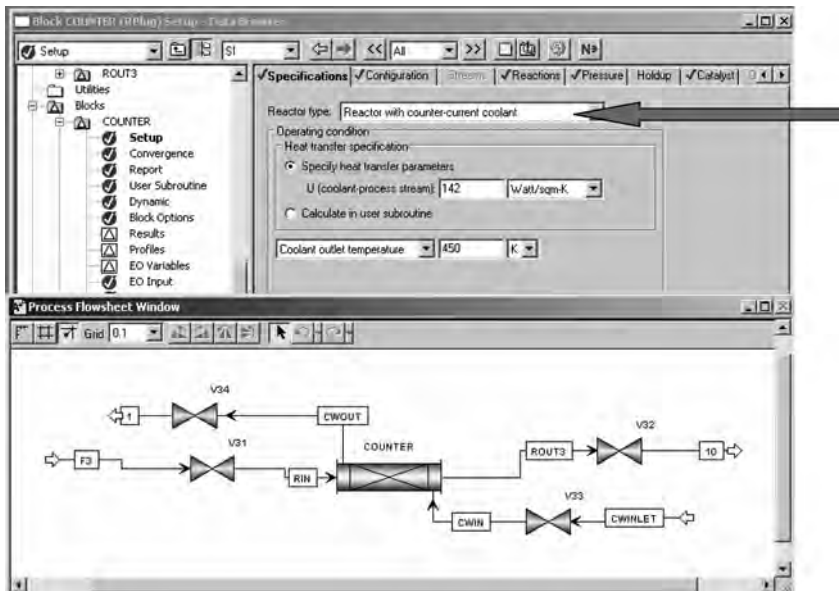 Block COUNTER (RPlug) Setup - Data Browser
Setup SI All N>
ROUT3
Utilities
Blocks
COUNTER
Setup
Convergence
Report
User Subroutine
Dynamic
Block Options
Results
Profiles
EO Variables
EO Input
Specifications Configuration Streams Reactions Pressure Holdup Catalyst
Reactor type: Reactor with counter-current coolant
Operating condition
Heat transfer specification
Specify heat transfer parameters
U (coolant-process stream): 142 Watt/sqm-K
Calculate in user subroutine
Coolant outlet temperature 450 K
Process Flowsheet Window
Grid 0.1
V34
1 CWOUT
V31 COUNTER V32
F3 RIN ROUT3 10
V33
CWIN CWINLET